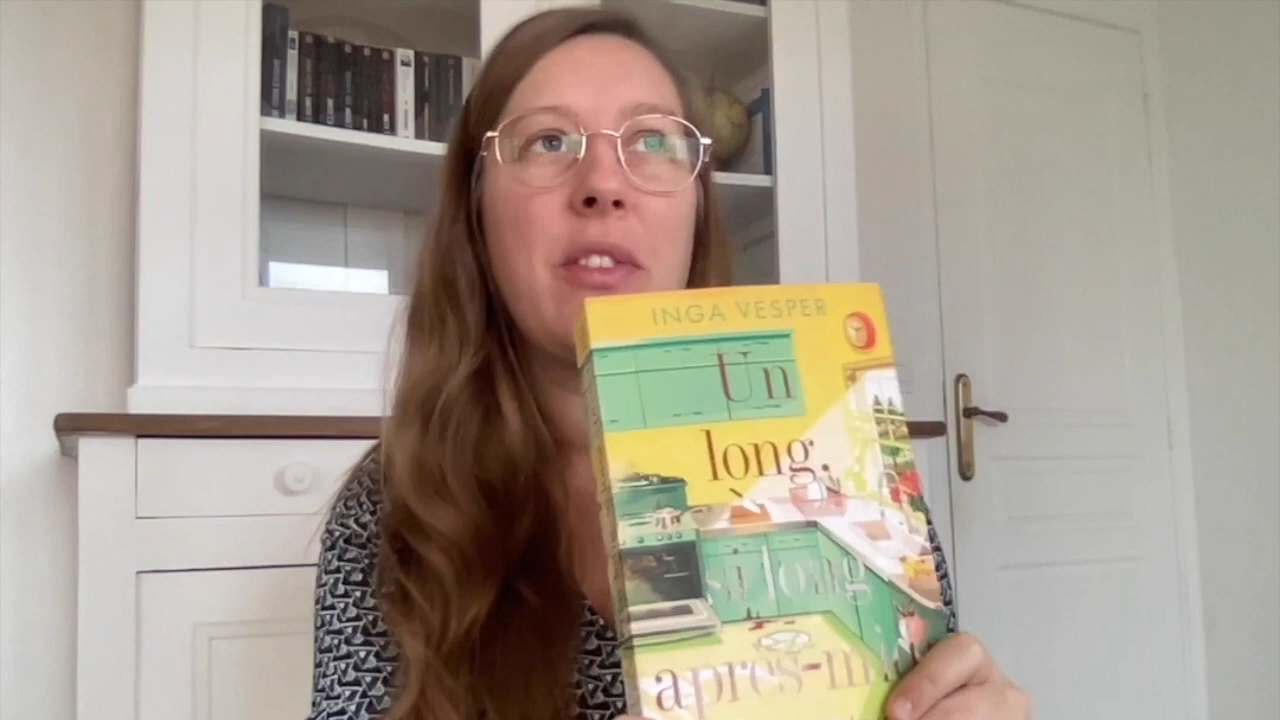 INGA VESPER
Un
long,
si long
après-m